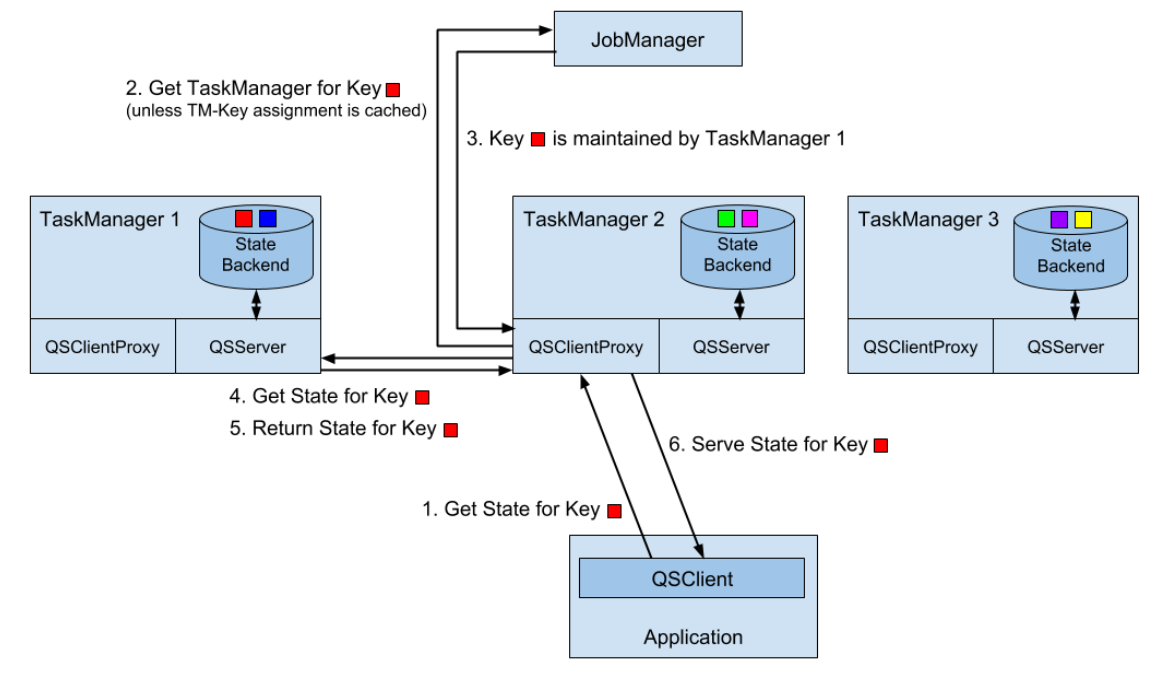 JobManager
2. Get TaskManager for Key
(unless TM-Key assignment is cached)
3. Key is maintained by TaskManager 1
TaskManager 1
State
Backend
QSClientProxy
QSServer
TaskManager 2
State
Backend
QSClientProxy
QSServer
TaskManager 3
State
Backend
QSClientProxy
QSServer
4. Get State for Key
5. Return State for Key
6. Serve State for Key
1. Get State for Key
QSClient
Application